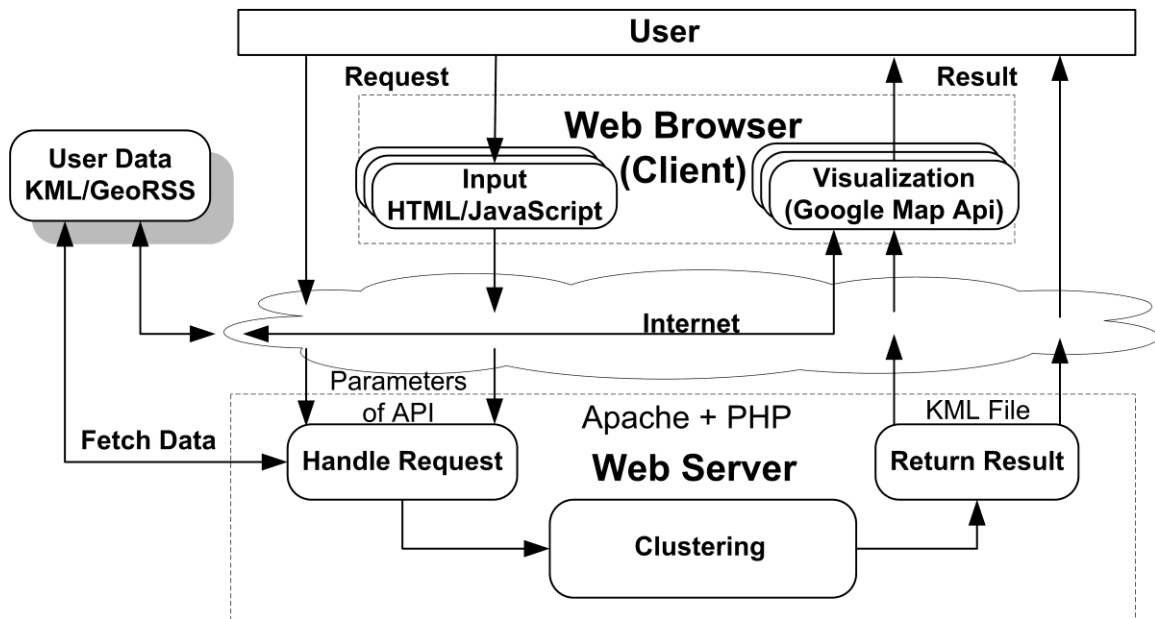 User
Request
Result
Web Browser
(Client)
User Data
KML/GeoRSS
Input
HTML/JavaScript
Visualization
(Google Map Api)
Internet
Parameters
of API
Apache + PHP
KML File
Fetch Data
Handle Request
Web Server
Return Result
Clustering